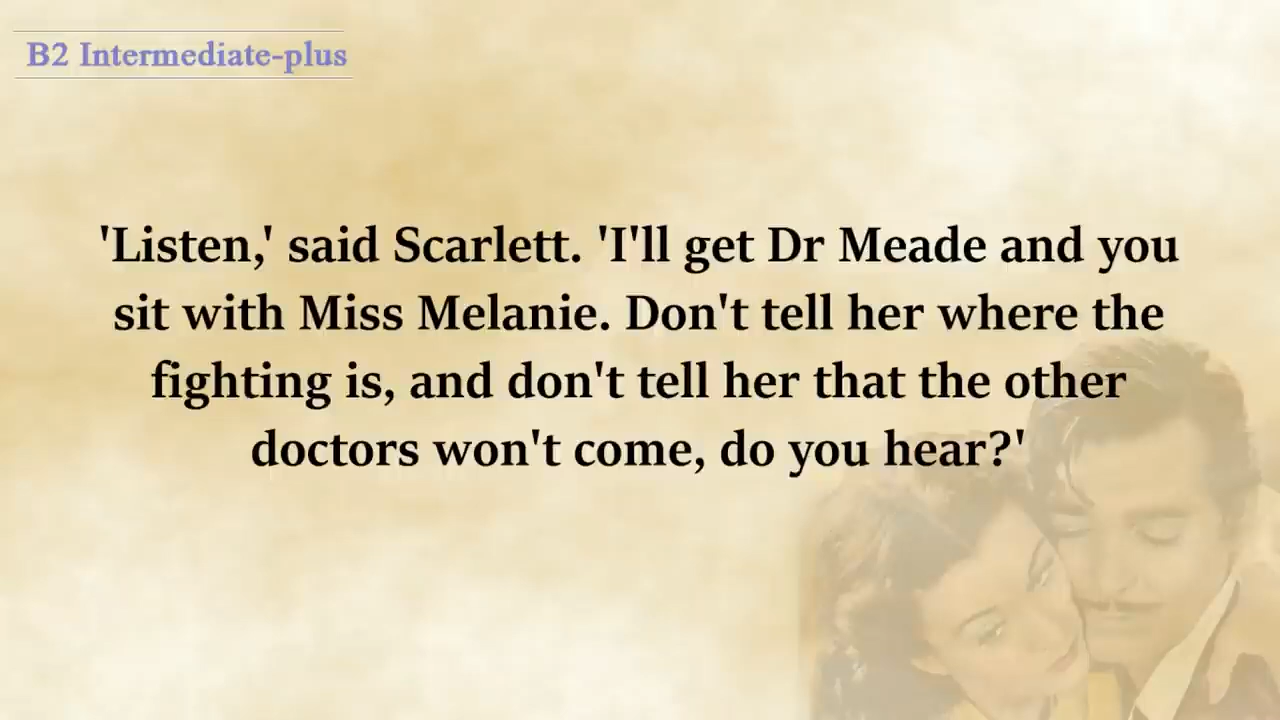 B2 Intermediate-plus
'Listen,' said Scarlett. 'I'll get Dr Meade and you
sit with Miss Melanie. Don't tell her where the
fighting is, and don't tell her that the other
doctors won't come, do you hear?'